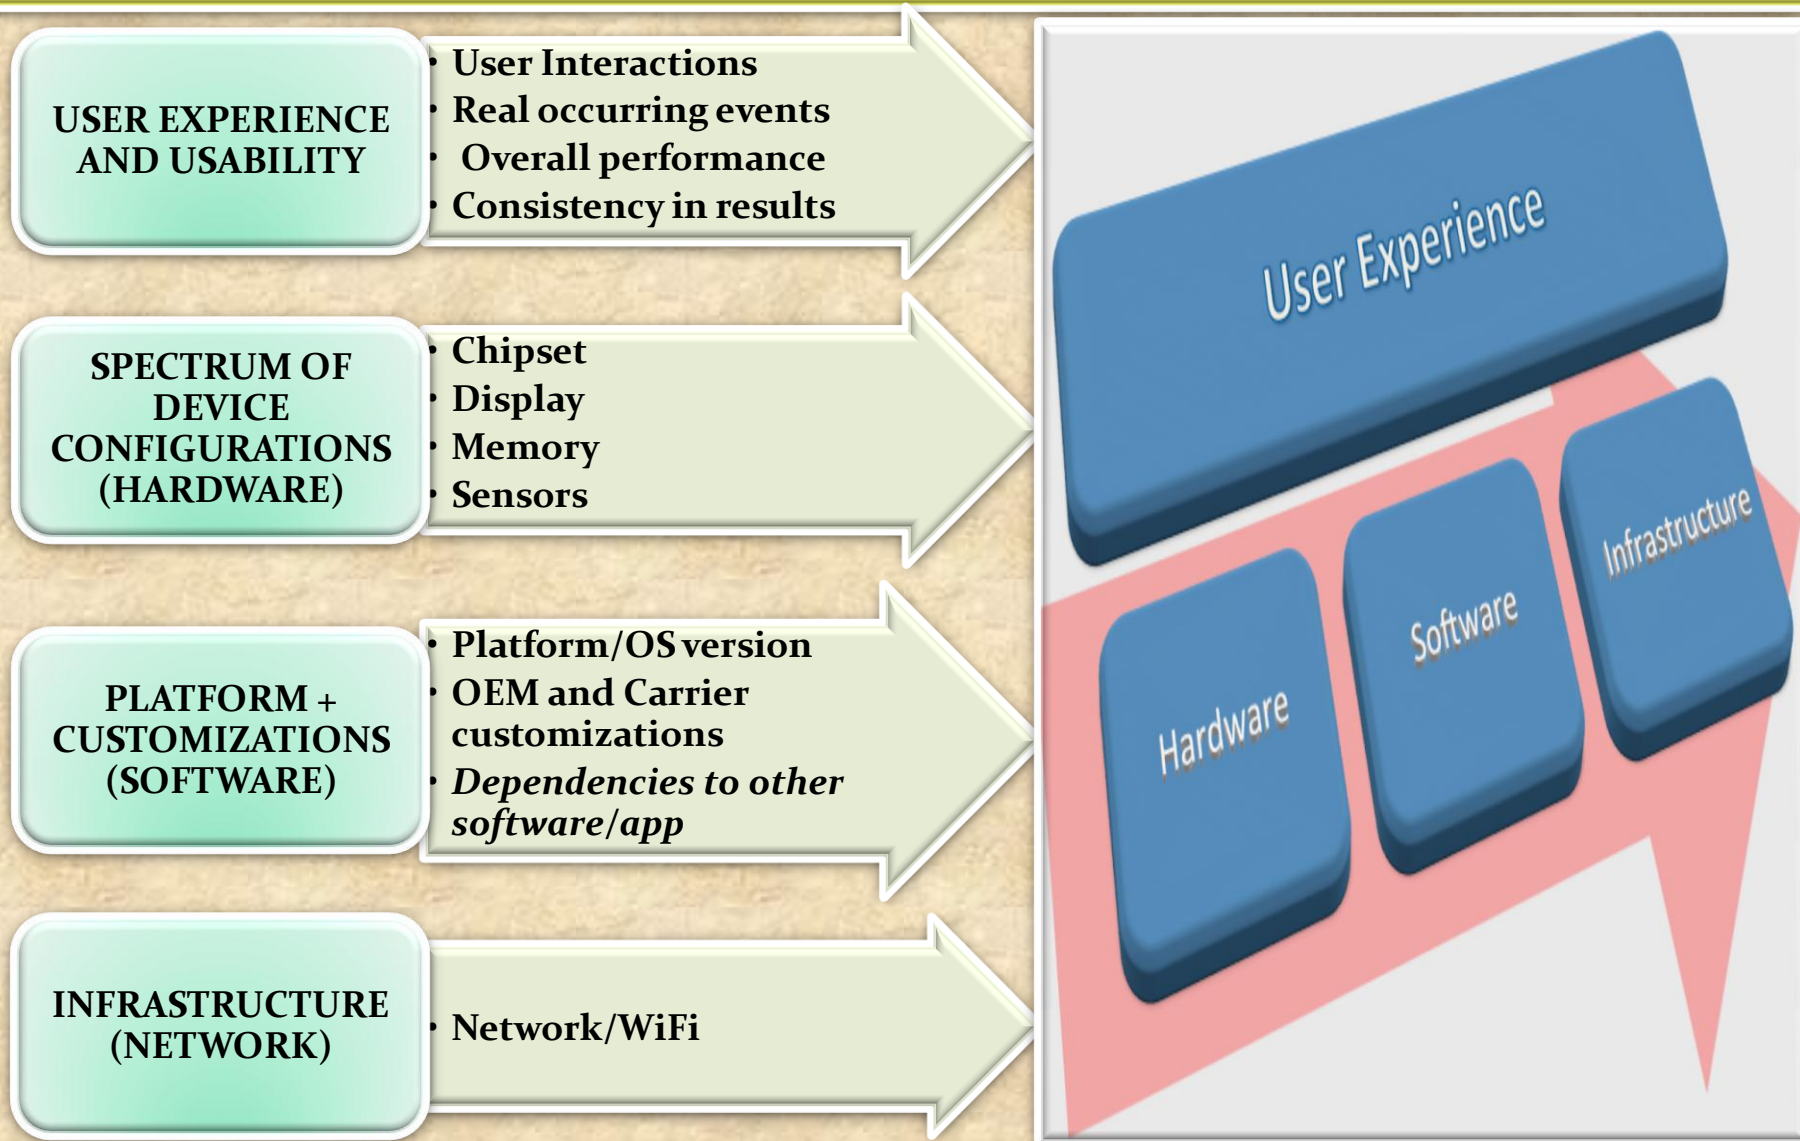 USER EXPERIENCE
AND USABILITY
• User Interactions
• Real occurring events
• Overall performance
• Consistency in results
SPECTRUM OF
DEVICE
CONFIGURATIONS
(HARDWARE)
• Chipset
• Display
• Memory
• Sensors
PLATFORM +
CUSTOMIZATIONS
(SOFTWARE)
• Platform/OS version
• OEM and Carrier
customizations
• Dependencies to other
software/app
INFRASTRUCTURE
(NETWORK)
• Network/WiFi
User Experience
Hardware
Software
Infrastructure